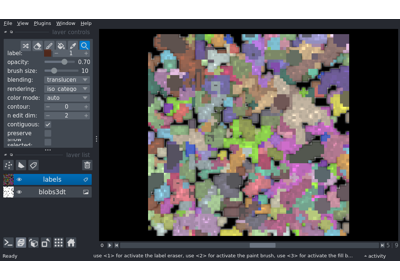 File View Plugins Window Help
layer controls
label: 1
opacity: 0.70
brush size: 10
blending: translucen
rendering: iso_catego
color mode: auto
contour: 0
n edit dim: 2
contiguous:
preserve
selected:
layer list
labels
blobs3dt
Ready
use <1> for activate the label eraser, use <2> for activate the paint brush, use <3> for activate the fill b...
activity